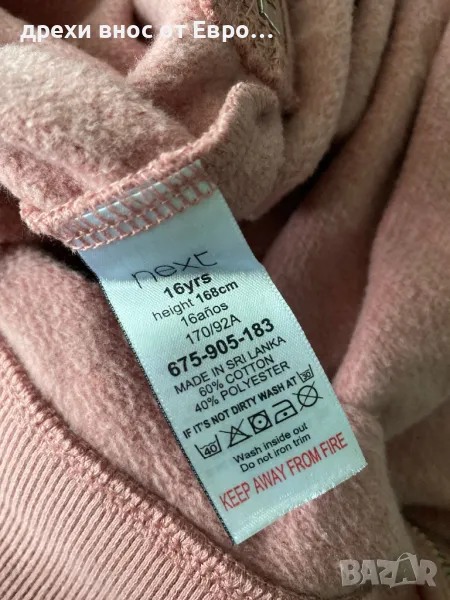 дрехи внос от Евро...
next
16yrs
height 168cm
16años
170/92A
675-905-183
MADE IN SRI LANKA
60% COTTON
40% POLYESTER
IF IT'S NOT DIRTY WASH AT 30
40
Wash inside out
Do not iron trim
KEEP AWAY FROM FIRE
BAZAR